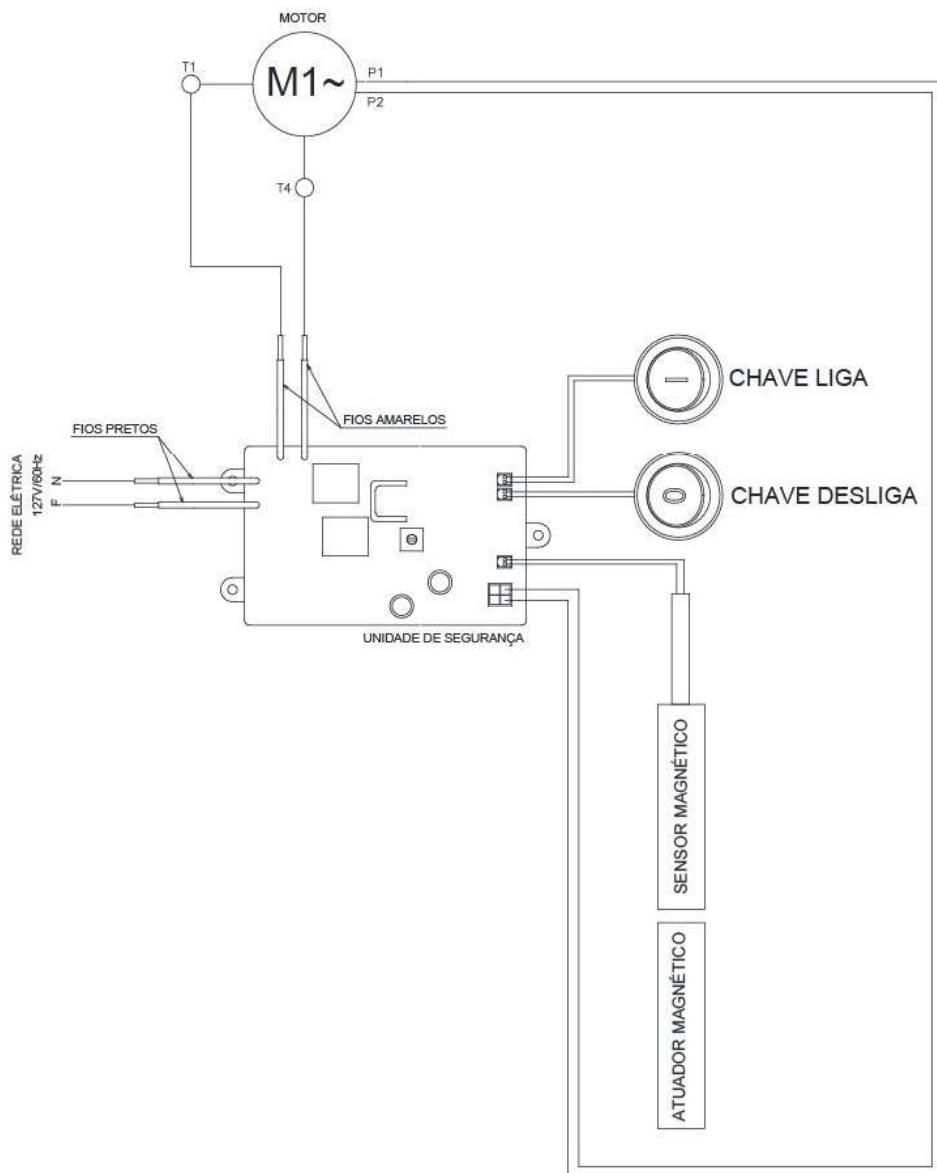 MOTOR
T1
M1~
P1
P2
T4
CHAVE LIGA
FIOS AMARELOS
FIOS PRETOS
REDE ELÉTRICA
127V/60Hz
N
F
CHAVE DESLIGA
UNIDADE DE SEGURANÇA
SENSOR MAGNÉTICO
ATUADOR MAGNÉTICO